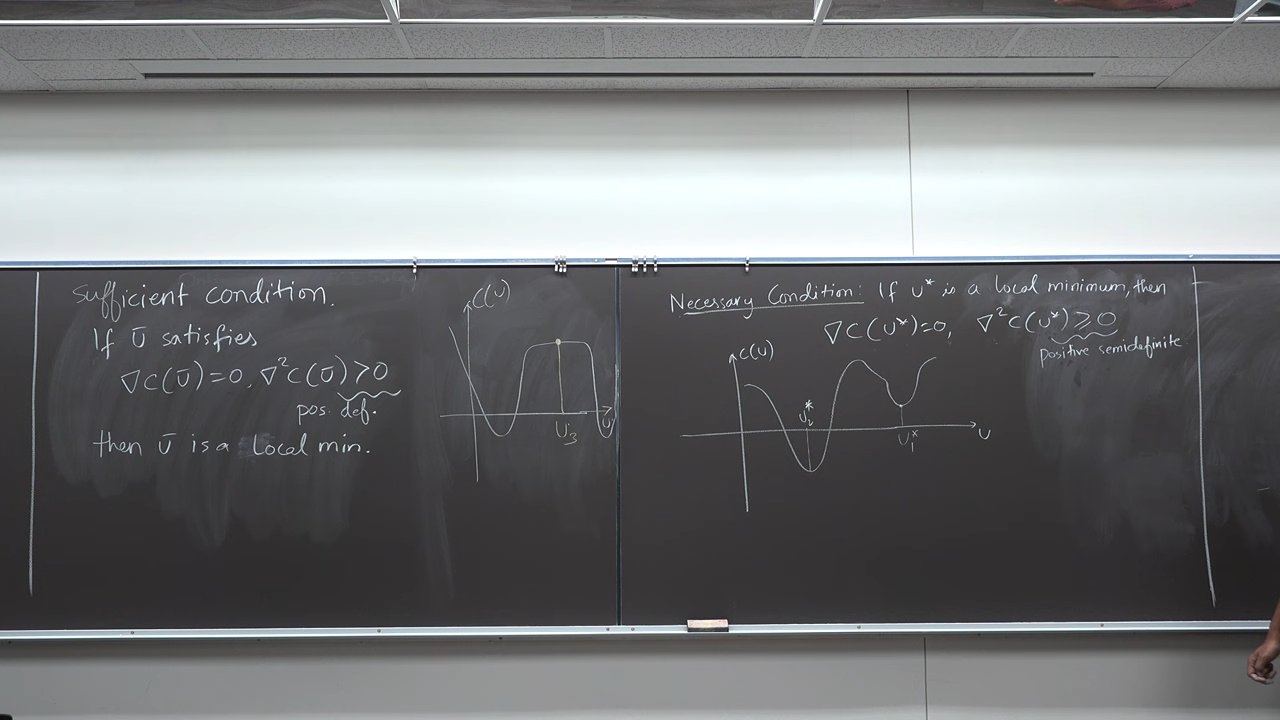 Sufficient condition.
If Ū satisfies
∇C(Ū)=0, ∇²C(Ū)>0
pos. def.
then Ū is a local min.
C(U)
U₃
U
Necessary Condition: If U* is a local minimum, then
∇C(U*)=0, ∇²C(U*)≥0
positive semidefinite
C(U)
U₂*
U₁*
U